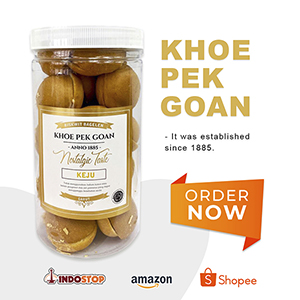 KHOE
PEK
GOAN
- It was established
since 1885.
KHOE PEK GOAN
- ANNO 1885 -
Nostalgic Taste
KEJU
ORDER
NOW
INDOSTOP
amazon
Shopee